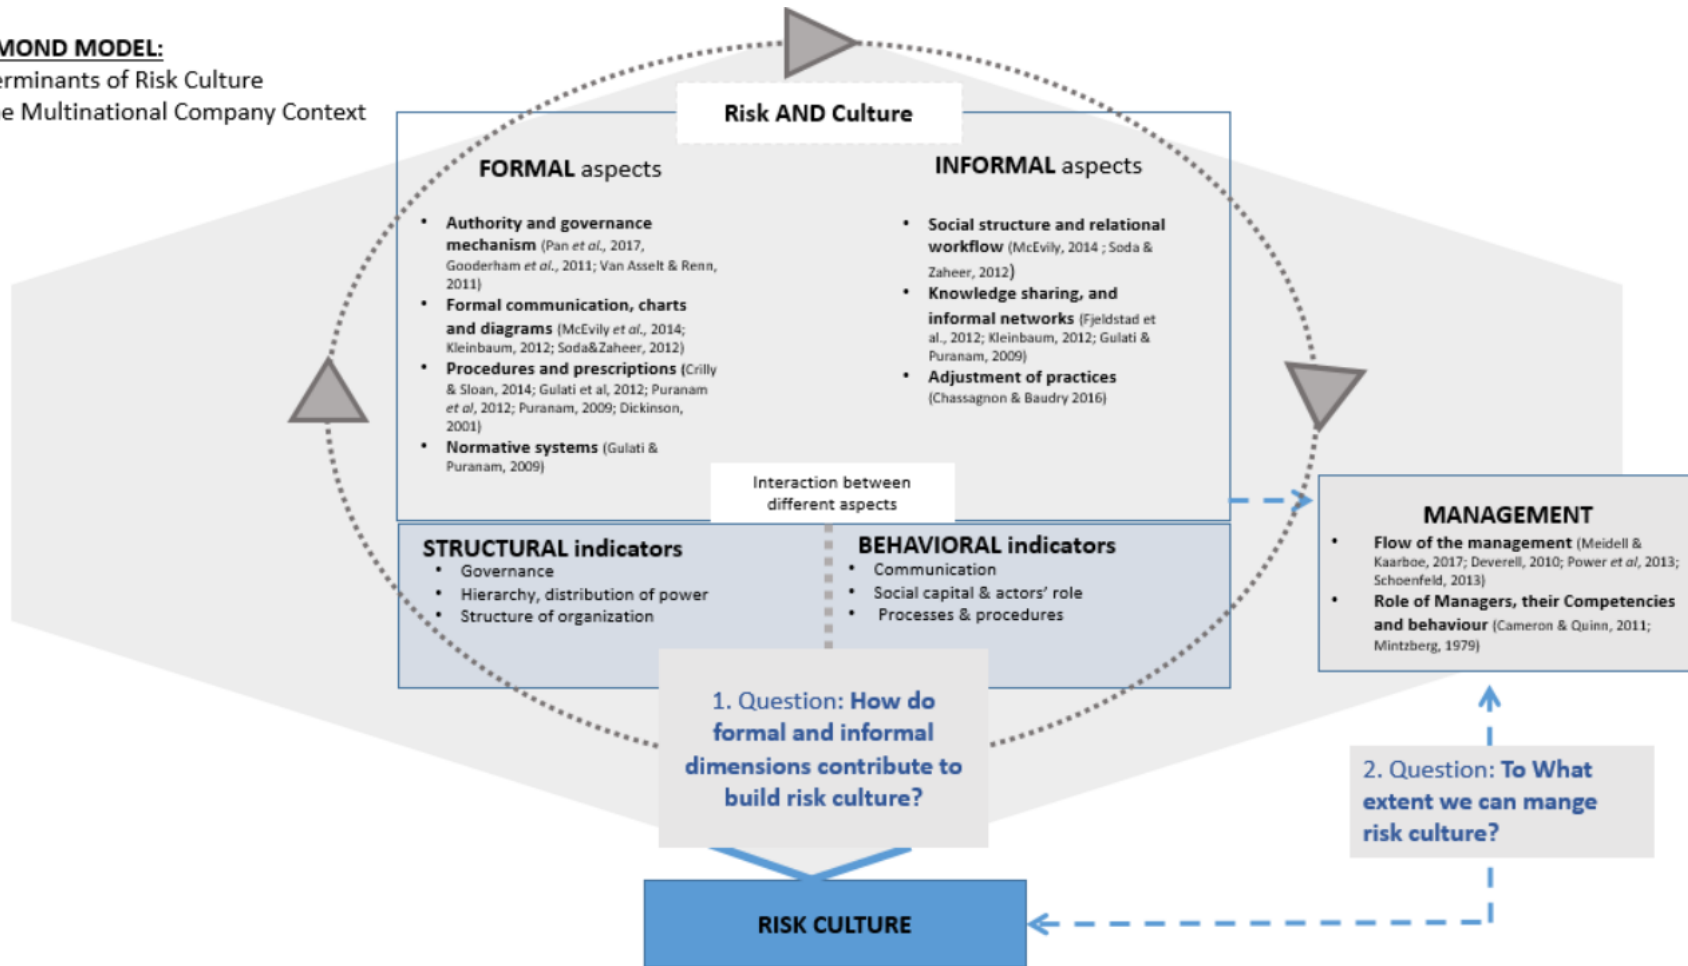 MOND MODEL:
erminants of Risk Culture
e Multinational Company Context
Risk AND Culture
FORMAL aspects
• Authority and governance
mechanism (Pan et al., 2017,
Gooderham et al., 2011; Van Asselt & Renn,
2011)
• Formal communication, charts
and diagrams (McEvily et al., 2014;
Kleinbaum, 2012; Soda&Zaheer, 2012)
• Procedures and prescriptions (Crilly
& Sloan, 2014; Gulati et al, 2012; Puranam
et al, 2012; Puranam, 2009; Dickinson,
2001)
• Normative systems (Gulati &
Puranam, 2009)
INFORMAL aspects
• Social structure and relational
workflow (McEvily, 2014 ; Soda &
Zaheer, 2012)
• Knowledge sharing, and
informal networks (Fjeldstad et
al., 2012; Kleinbaum, 2012; Gulati &
Puranam, 2009)
• Adjustment of practices
(Chassagnon & Baudry 2016)
Interaction between
different aspects
STRUCTURAL indicators
• Governance
• Hierarchy, distribution of power
• Structure of organization
BEHAVIORAL indicators
• Communication
• Social capital & actors' role
• Processes & procedures
MANAGEMENT
• Flow of the management (Meidell &
Kaarboe, 2017; Deverell, 2010; Power et al, 2013;
Schoenfeld, 2013)
• Role of Managers, their Competencies
and behaviour (Cameron & Quinn, 2011;
Mintzberg, 1979)
1. Question: How do
formal and informal
dimensions contribute to
build risk culture?
2. Question: To What
extent we can mange
risk culture?
RISK CULTURE